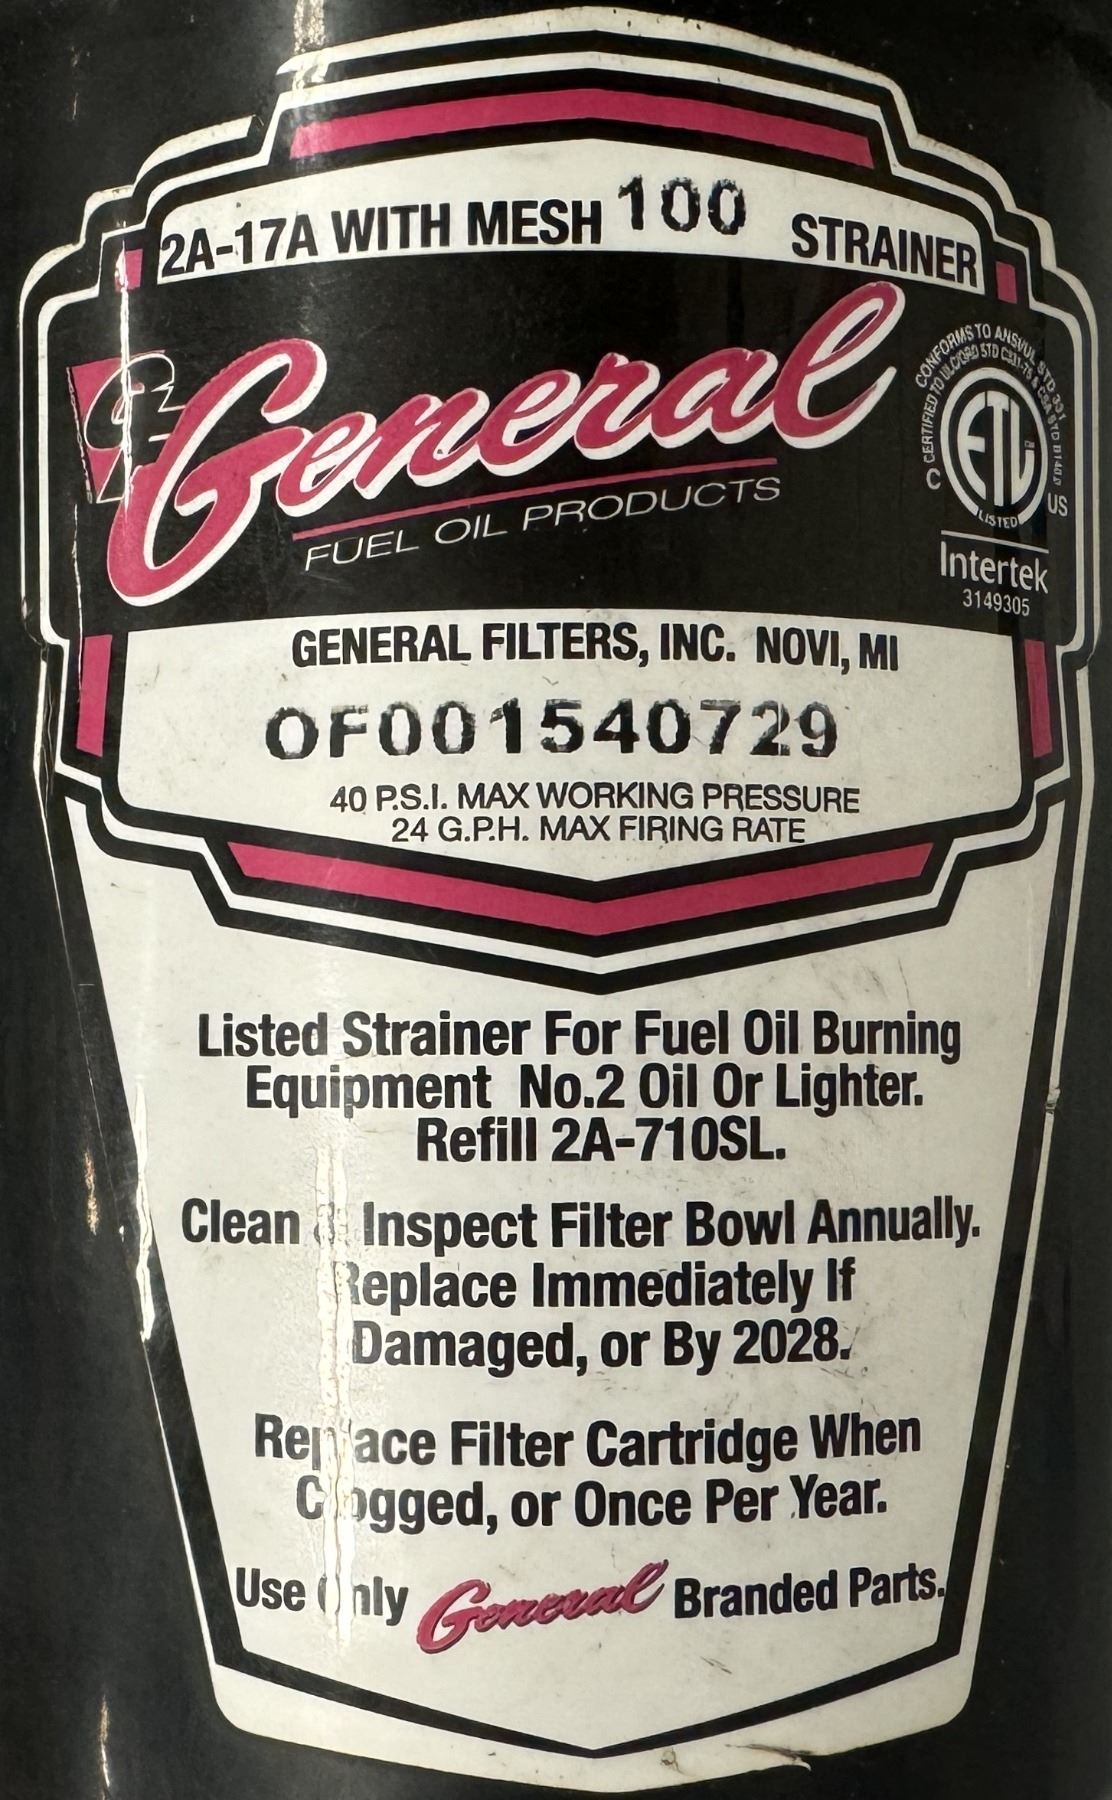 2A-17A WITH MESH 100 STRAINER
General
FUEL OIL PRODUCTS
CONFORMS TO ANSI/UL STD 331
CERTIFIED TO ULC/ORD STD C331-75 & CSA STD B140.0
C ETL US
LISTED
Intertek
3149305
GENERAL FILTERS, INC. NOVI, MI
OF001540729
40 P.S.I. MAX WORKING PRESSURE
24 G.P.H. MAX FIRING RATE
Listed Strainer For Fuel Oil Burning
Equipment No.2 Oil Or Lighter.
Refill 2A-710SL.
Clean & Inspect Filter Bowl Annually.
Replace Immediately If
Damaged, or By 2028.
Replace Filter Cartridge When
Clogged, or Once Per Year.
Use Only General Branded Parts.